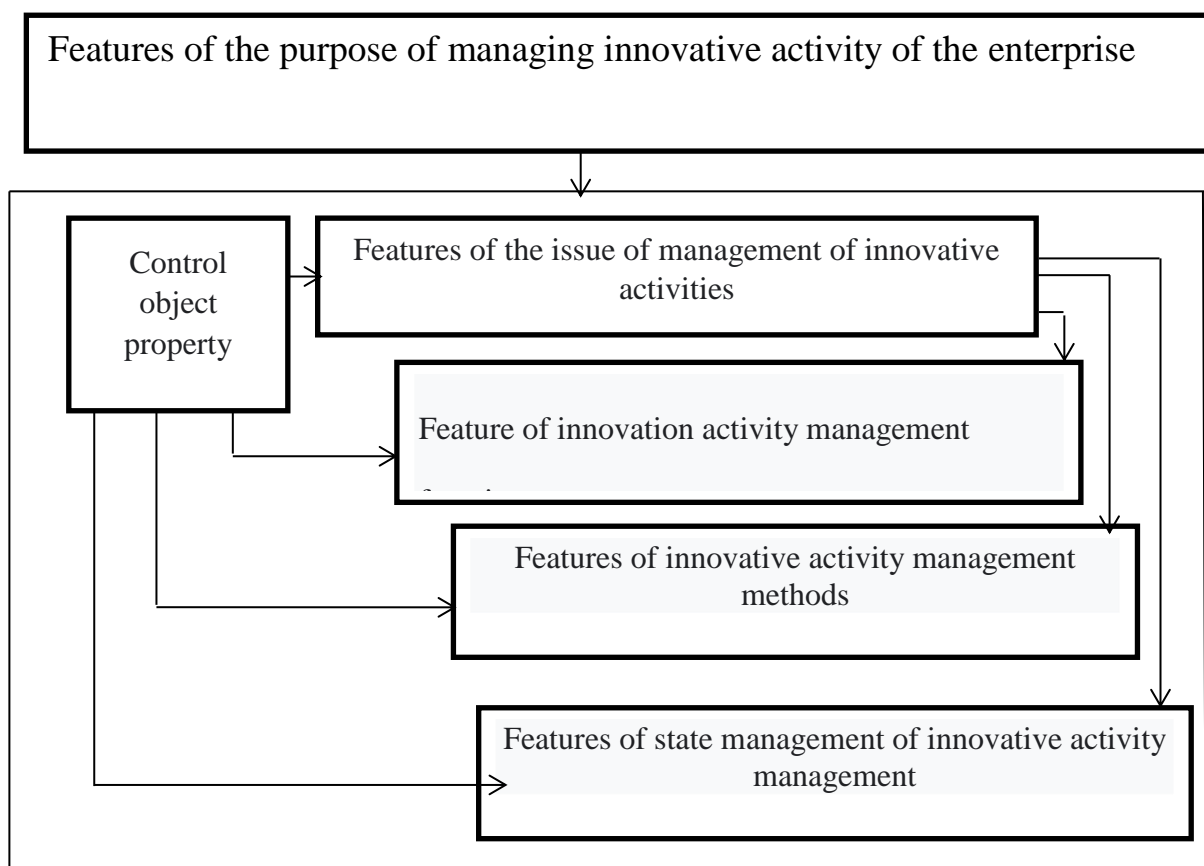 Features of the purpose of managing innovative activity of the enterprise
Control
object
property
Features of the issue of management of innovative
activities
Feature of innovation activity management
Features of innovative activity management
methods
Features of state management of innovative activity
management